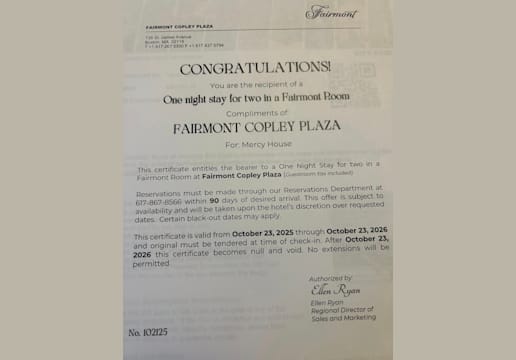 Fairmont
FAIRMONT COPLEY PLAZA
138 St. James Avenue
Boston, MA, 02116
CONGRATULATIONS!
You are the recipient of a
One night stay for two in a Fairmont Room
Compliments of:
FAIRMONT COPLEY PLAZA
For: Mercy House
This certificate entitles the bearer to a One Night Stay for two in a
Fairmont Room at Fairmont Copley Plaza (Guestroom tax included)
Reservations must be made through our Reservations Department at
617-867-8566 within 90 days of desired arrival. This offer is subject to
availability and will be taken upon the hotel's discretion over requested
dates. Certain black-out dates may apply.
This certificate is valid from October 23, 2025 through October 23, 2026
and original must be tendered at time of check-in. After October 23,
2026 this certificate becomes null and void. No extensions will be
permitted.
Authorized by:
Ellen Ryan
Ellen Ryan
Regional Director of
Sales and Marketing
No. 102125